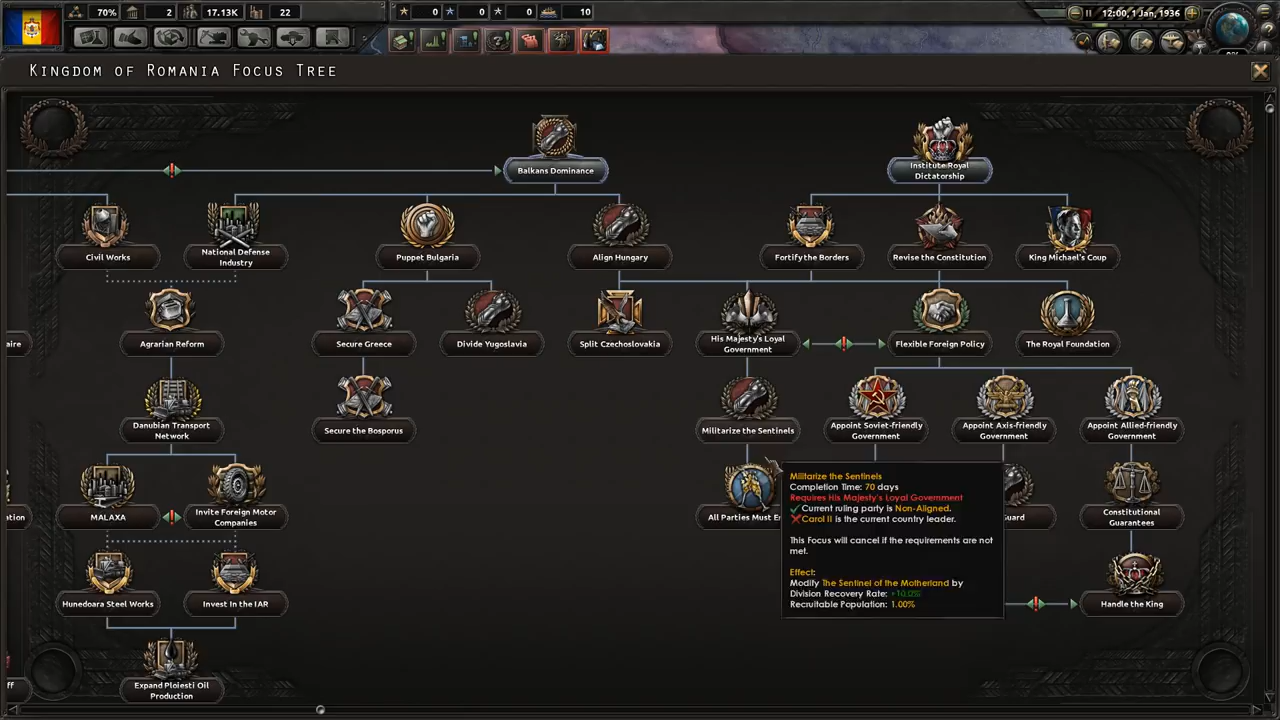 70%
2
17.13K
22
0
0
0
10
12:00, 1 Jan, 1936
Kingdom of Romania Focus Tree
Balkans Dominance
Institute Royal
Dictatorship
Civil Works
National Defense
Industry
Puppet Bulgaria
Align Hungary
Fortify the Borders
Revise the Constitution
King Michael's Coup
aire
Agrarian Reform
Secure Greece
Divide Yugoslavia
Split Czechoslovakia
His Majesty's Loyal
Government
Flexible Foreign Policy
The Royal Foundation
Danubian Transport
Network
Secure the Bosporus
Militarize the Sentinels
Appoint Soviet-friendly
Government
Appoint Axis-friendly
Government
Appoint Allied-friendly
Government
ation
MALAXA
Invite Foreign Motor
Companies
All Parties Must E
Militarize the Sentinels
Completion Time: 70 days
Requires His Majesty's Loyal Government
Current ruling party is Non-Aligned.
Carol II is the current country leader.
This Focus will cancel if the requirements are not
met.
Effect:
Modify The Sentinel of the Motherland by
Division Recovery Rate: +10.0%
Recruitable Population: 1.00%
Guard
Constitutional
Guarantees
Hunedoara Steel Works
Invest In the IAR
Handle the King
ff
Expand Ploiesti Oil
Production